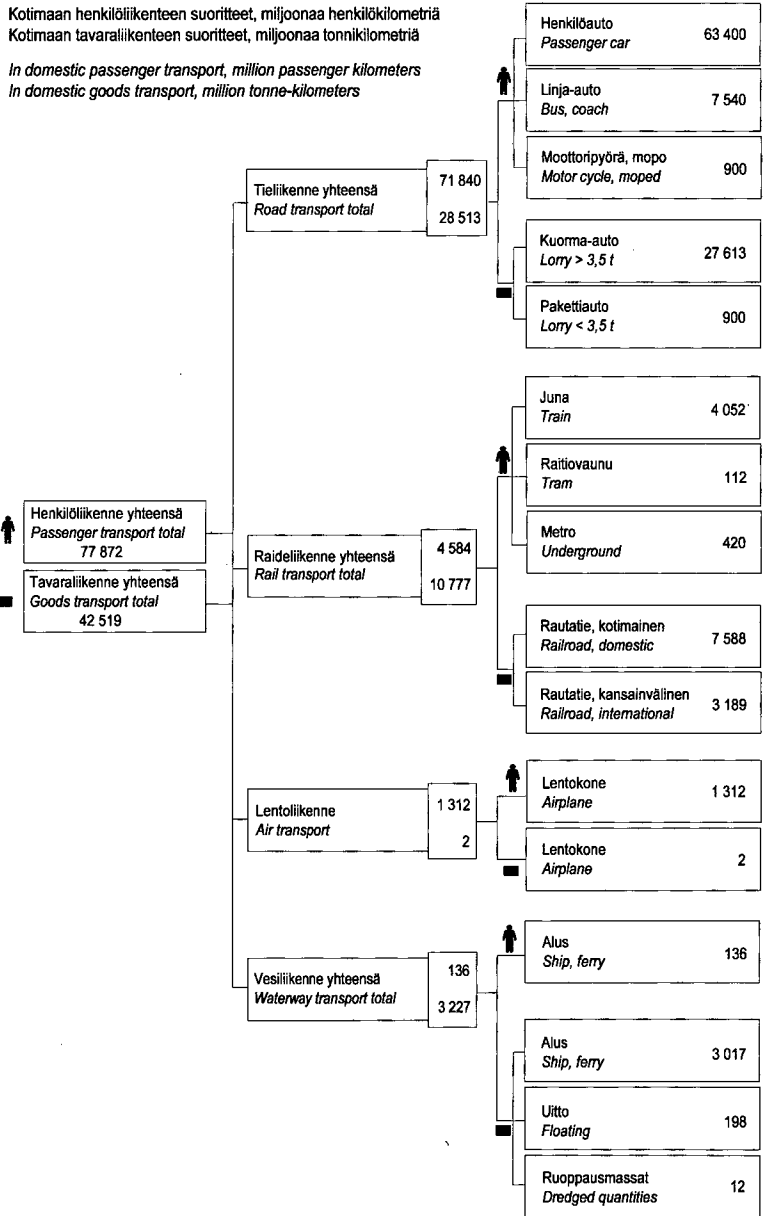 Kotimaan henkilöliikenteen suoritteet, miljoonaa henkilökilometriä
Kotimaan tavaraliikenteen suoritteet, miljoonaa tonnikilometriä
In domestic passenger transport, million passenger kilometers
In domestic goods transport, million tonne-kilometers
Henkilöliikenne yhteensä
Passenger transport total
77 872
Tavaraliikenne yhteensä
Goods transport total
42 519
Tieliikenne yhteensä
Road transport total
71 840
28 513
Henkilöauto
Passenger car
63 400
Linja-auto
Bus, coach
7 540
Moottoripyörä, mopo
Motor cycle, moped
900
Kuorma-auto
Lorry > 3,5 t
27 613
Pakettiauto
Lorry < 3,5 t
900
Raideliikenne yhteensä
Rail transport total
4 584
10 777
Juna
Train
4 052
Raitiovaunu
Tram
112
Metro
Underground
420
Rautatie, kotimainen
Railroad, domestic
7 588
Rautatie, kansainvälinen
Railroad, international
3 189
Lentoliikenne
Air transport
1 312
2
Lentokone
Airplane
1 312
Lentokone
Airplane
2
Vesiliikenne yhteensä
Waterway transport total
136
3 227
Alus
Ship, ferry
136
Alus
Ship, ferry
3 017
Uitto
Floating
198
Ruoppausmassat
Dredged quantities
12